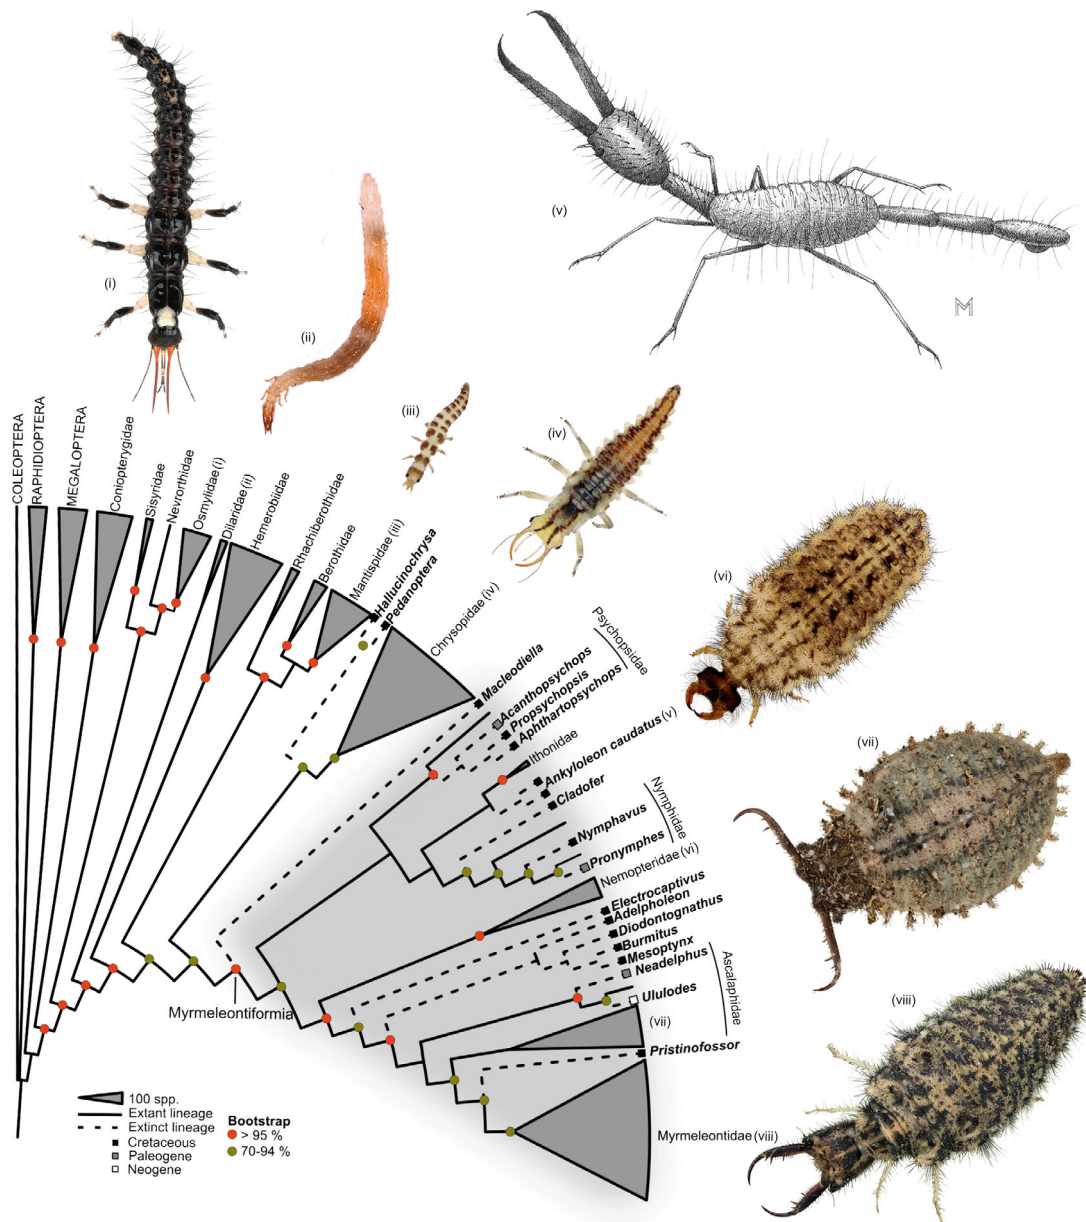 (i)
(ii)
(iii)
(iv)
(v)
M
(vi)
(vii)
(viii)
COLEOPTERA
RAPHIDIOPTERA
MEGALOPTERA
Coniopterygidae
Sisyridae
Nevrorthidae
Osmylidae (i)
Dilaridae (ii)
Hemerobiidae
Rhachiberothidae
Berothidae
Mantispidae (iii)
Hallucinochrysa
Pedanoptera
Chrysopidae (iv)
Macleodiella
Acanthopsychops
Propsychopsis
Aphthartopsychops
Psychopsidae
Ithonidae
Ankyloleon caudatus (v)
Cladofer
Nymphavus
Pronymphes
Nymphidae
Nemopteridae (vi)
Electrocaptivus
Adelpholeon
Diodontognathus
Burmitus
Mesoptynx
Neadelphus
Ululodes
(vii)
Ascalaphidae
Pristinofossor
Myrmeleontidae (viii)
Myrmeleontiformia
100 spp.
Extant lineage
Extinct lineage
Cretaceous
Paleogene
Neogene
Bootstrap
> 95 %
70-94 %